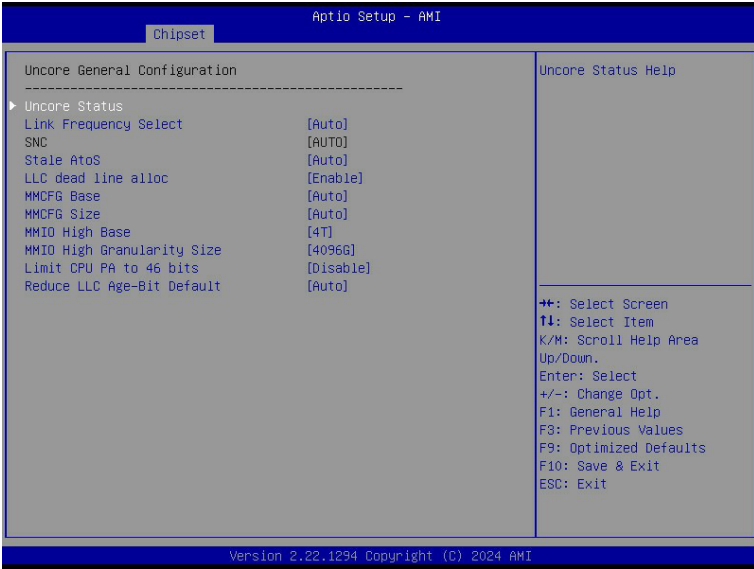 Aptio Setup – AMI
Chipset
Uncore General Configuration
--------------------------------------------------
Uncore Status
Link Frequency Select [Auto]
SNC [AUTO]
Stale AtoS [Auto]
LLC dead line alloc [Enable]
MMCFG Base [Auto]
MMCFG Size [Auto]
MMIO High Base [4T]
MMIO High Granularity Size [4096G]
Limit CPU PA to 46 bits [Disable]
Reduce LLC Age-Bit Default [Auto]
Uncore Status Help
→←: Select Screen
↑↓: Select Item
K/M: Scroll Help Area
Up/Down.
Enter: Select
+/-: Change Opt.
F1: General Help
F3: Previous Values
F9: Optimized Defaults
F10: Save & Exit
ESC: Exit
Version 2.22.1294 Copyright (C) 2024 AMI